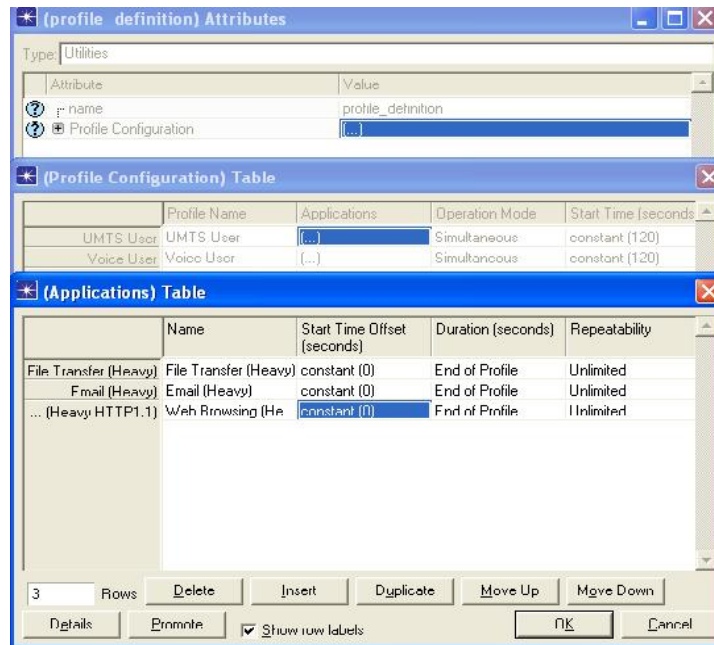 (profile definition) Attributes
Type: Utilities
Attribute Value
name profile_definition
Profile Configuration (...)
(Profile Configuration) Table
Profile Name Applications Operation Mode Start Time (seconds
UMTS User UMTS User (...) Simultaneous constant (120)
Voice User Voice User (...) Simultaneous constant (120)
(Applications) Table
Name Start Time Offset (seconds) Duration (seconds) Repeatability
File Transfer (Heavy) File Transfer (Heavy) constant (0) End of Profile Unlimited
Email (Heavy) Email (Heavy) constant (0) End of Profile Unlimited
... (Heavy HTTP1.1) Web Browsing (He constant (0) End of Profile Unlimited
3 Rows Delete Insert Duplicate Move Up Move Down
Details Promote Show row labels OK Cancel